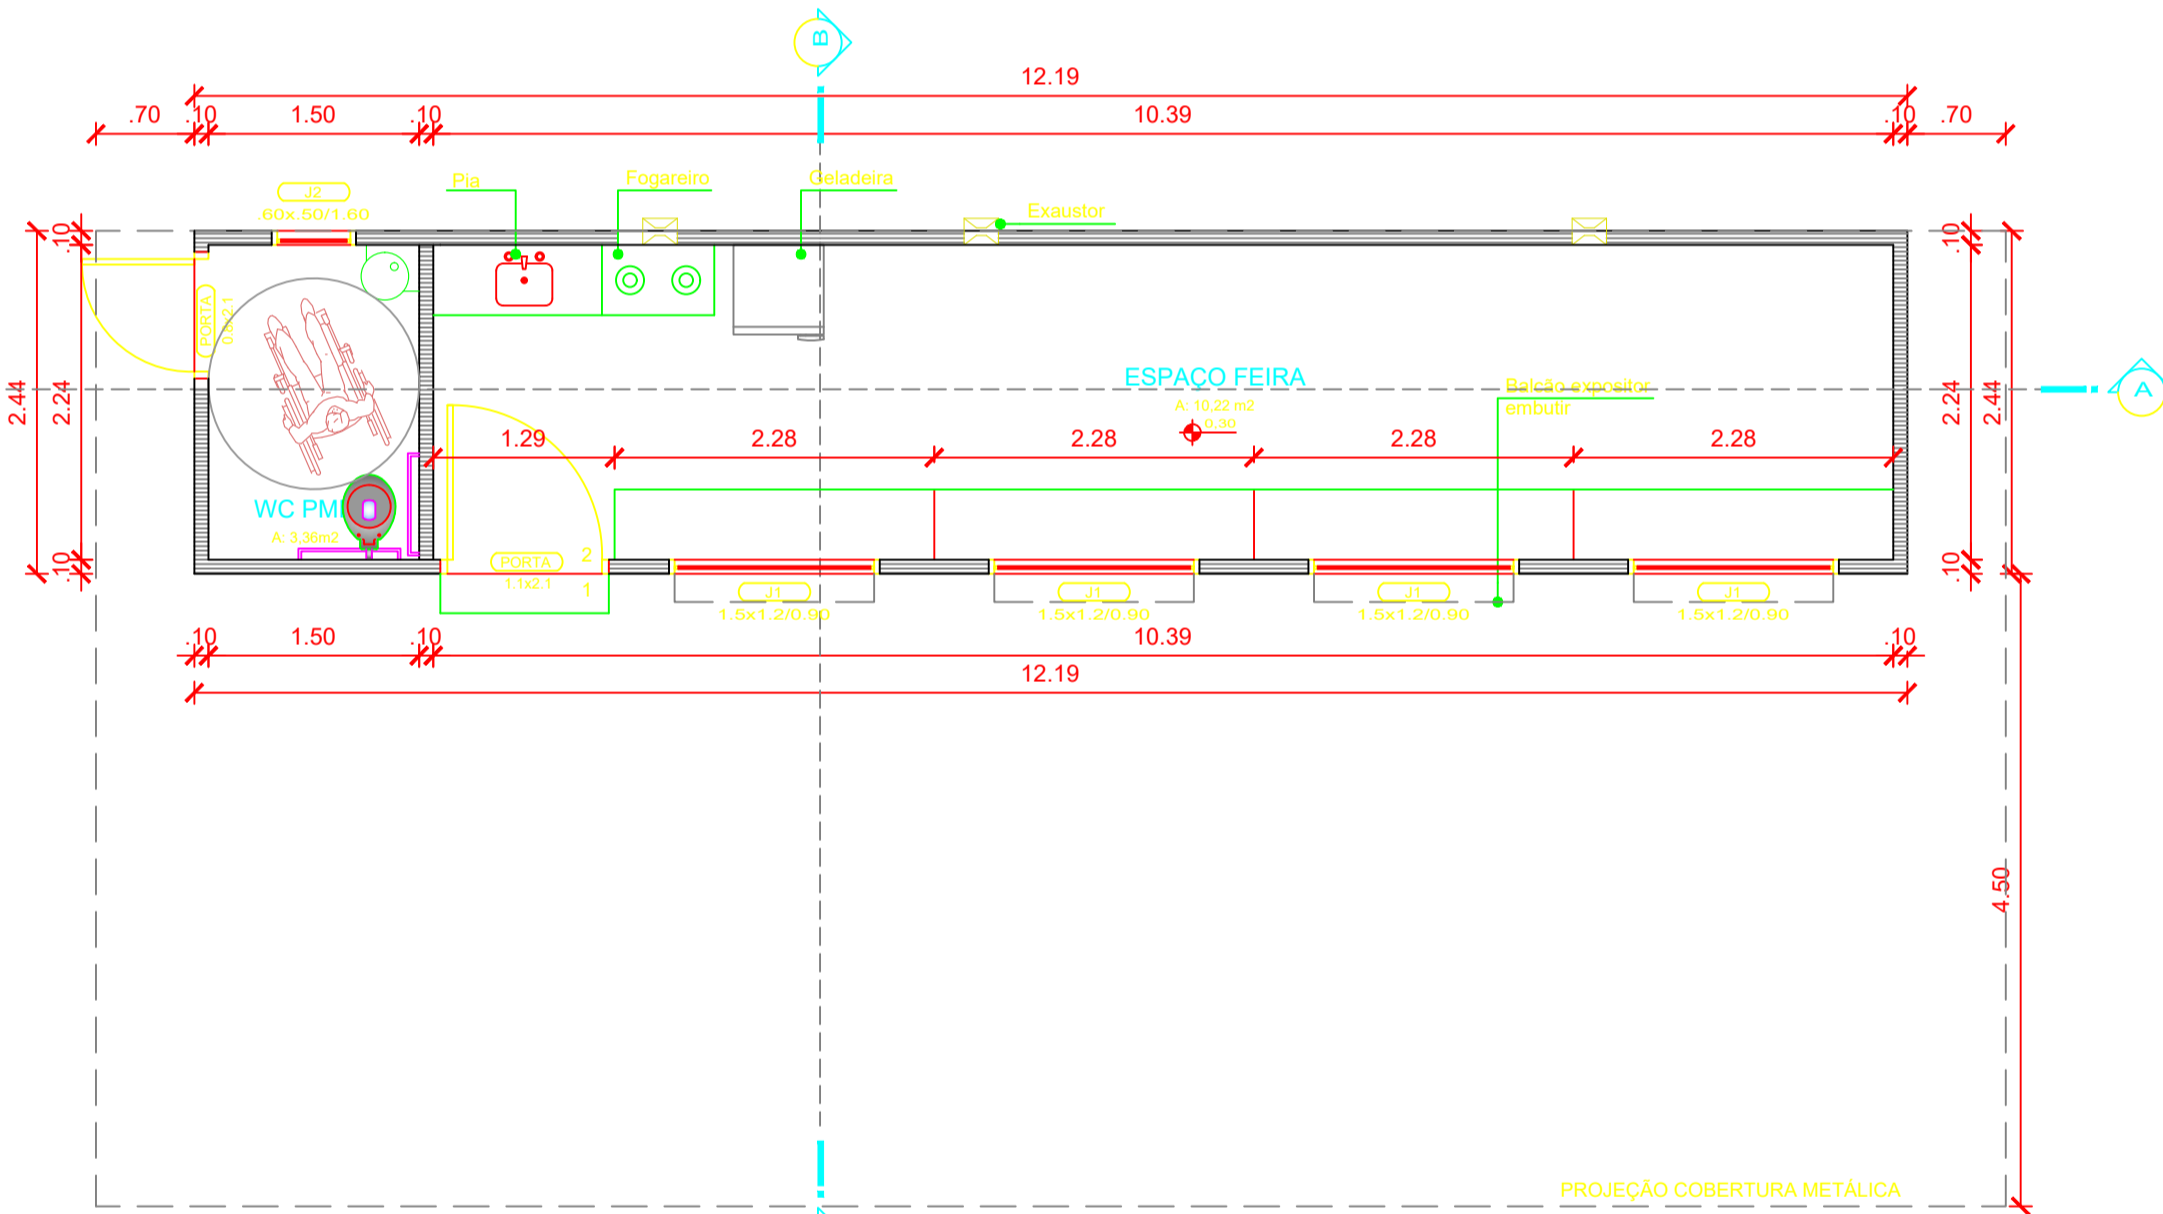 B
12.19
.70
.10
1.50
.10
10.39
.10
.70
J2
.60x.50/1.60
Pia
Fogareiro
Geladeira
Exaustor
.10
.10
PORTA
0.8x2.1
2.44
2.24
2.24
2.44
ESPAÇO FEIRA
A: 10,22 m2
0.30
Balcão expositor
embutir
A
1.29
2.28
2.28
2.28
2.28
WC PM
A: 3,36m2
.10
.10
PORTA
1.1x2.1
2
1
J1
1.5x1.2/0.90
J1
1.5x1.2/0.90
J1
1.5x1.2/0.90
J1
1.5x1.2/0.90
.10
1.50
.10
10.39
.10
12.19
4.50
PROJEÇÃO COBERTURA METÁLICA